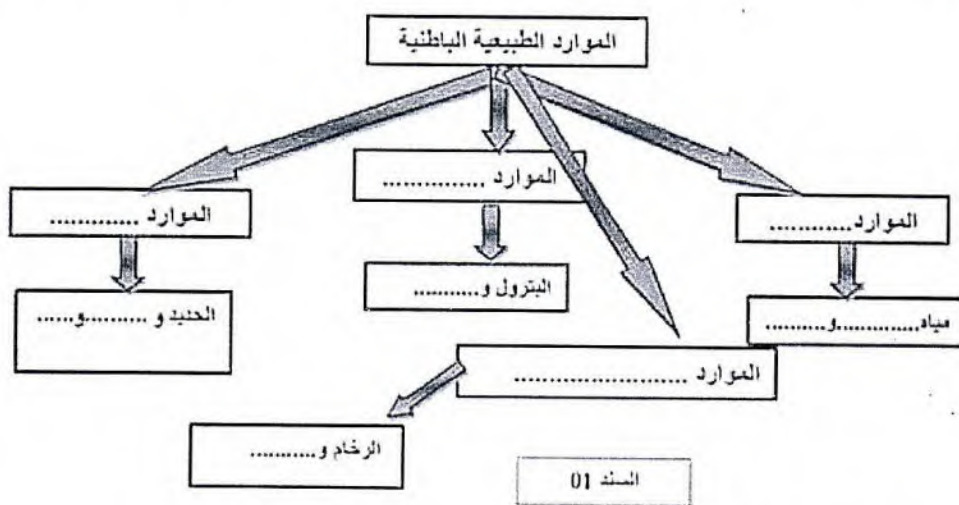 الموارد الطبيعية الباطنية
الموارد ............
الموارد ..............
الموارد .............
مياه.............و..........
البترول و...........
الحديد و ..........و......
الموارد ........................
الرخام و ...........
السند 01